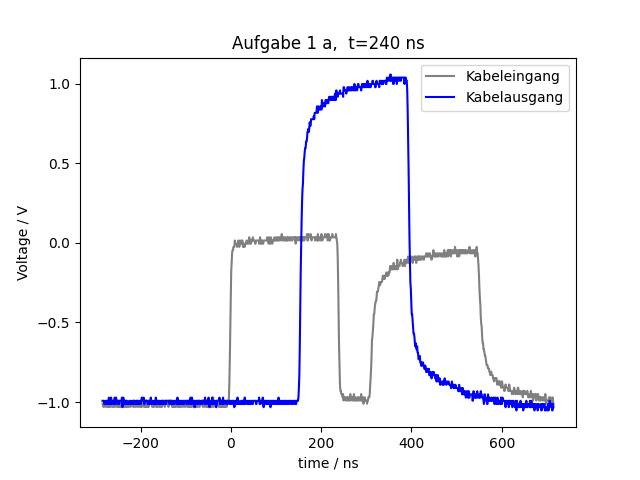 Aufgabe 1 a,  t=240 ns
Kabeleingang
Kabelausgang
1.0
0.5
0.0
−0.5
−1.0
Voltage / V
−200
0
200
400
600
time / ns